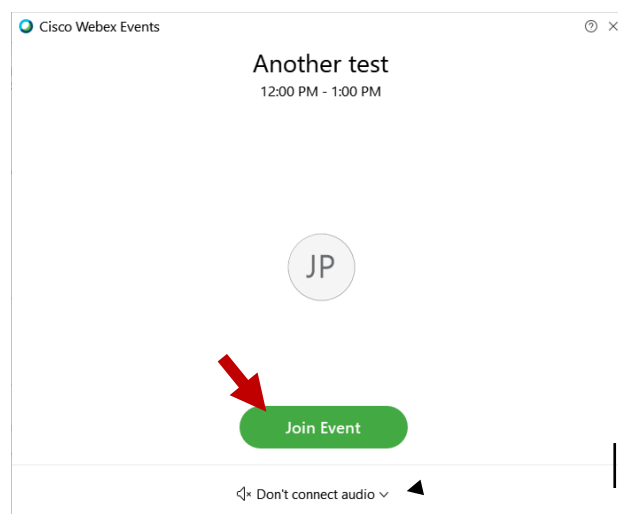 Cisco Webex Events
Another test
12:00 PM - 1:00 PM
JP
Join Event
Don't connect audio